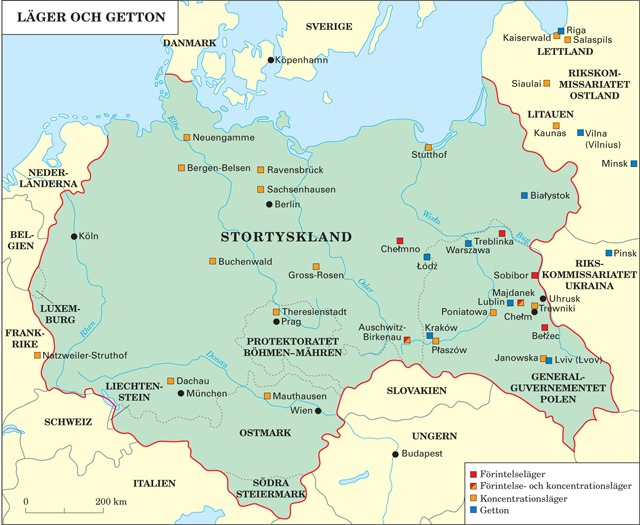 LÄGER OCH GETTON
SVERIGE
DANMARK
Köpenhamn
Riga
Kaiserwald
Salaspils
LETTLAND
Siaulai
RIKSKOM-
MISSARIATET
OSTLAND
LITAUEN
Kaunas
Vilna
(Vilnius)
Minsk
Elbe
Neuengamme
Stutthof
Bergen-Belsen
Ravensbrück
NEDER-
LÄNDERNA
Sachsenhausen
Berlin
Białystok
Wisła
Bug
BEL-
GIEN
Köln
STORTYSKLAND
Chełmno
Treblinka
Warszawa
Łódź
Pinsk
RIKS-
KOMMISSARIATET
UKRAINA
Buchenwald
Gross-Rosen
Oder
Sobibor
Majdanek
Lublin
Uhrusk
Trewniki
Chełm
Poniatowa
LUXEM-
BURG
Rhen
Theresienstadt
Prag
FRANK-
RIKE
PROTEKTORATET
BÖHMEN–MÄHREN
Auschwitz-
Birkenau
Kraków
Płaszów
Bełżec
Natzweiler-Struthof
Donau
Janowska
Lviv (Lvov)
Dachau
München
LIECHTEN-
STEIN
Mauthausen
Wien
SLOVAKIEN
GENERAL-
GUVERNEMENTET
POLEN
SCHWEIZ
OSTMARK
UNGERN
Budapest
ITALIEN
SÖDRA
STEIERMARK
0
200 km
Förintelseläger
Förintelse- och koncentrationsläger
Koncentrationsläger
Getton